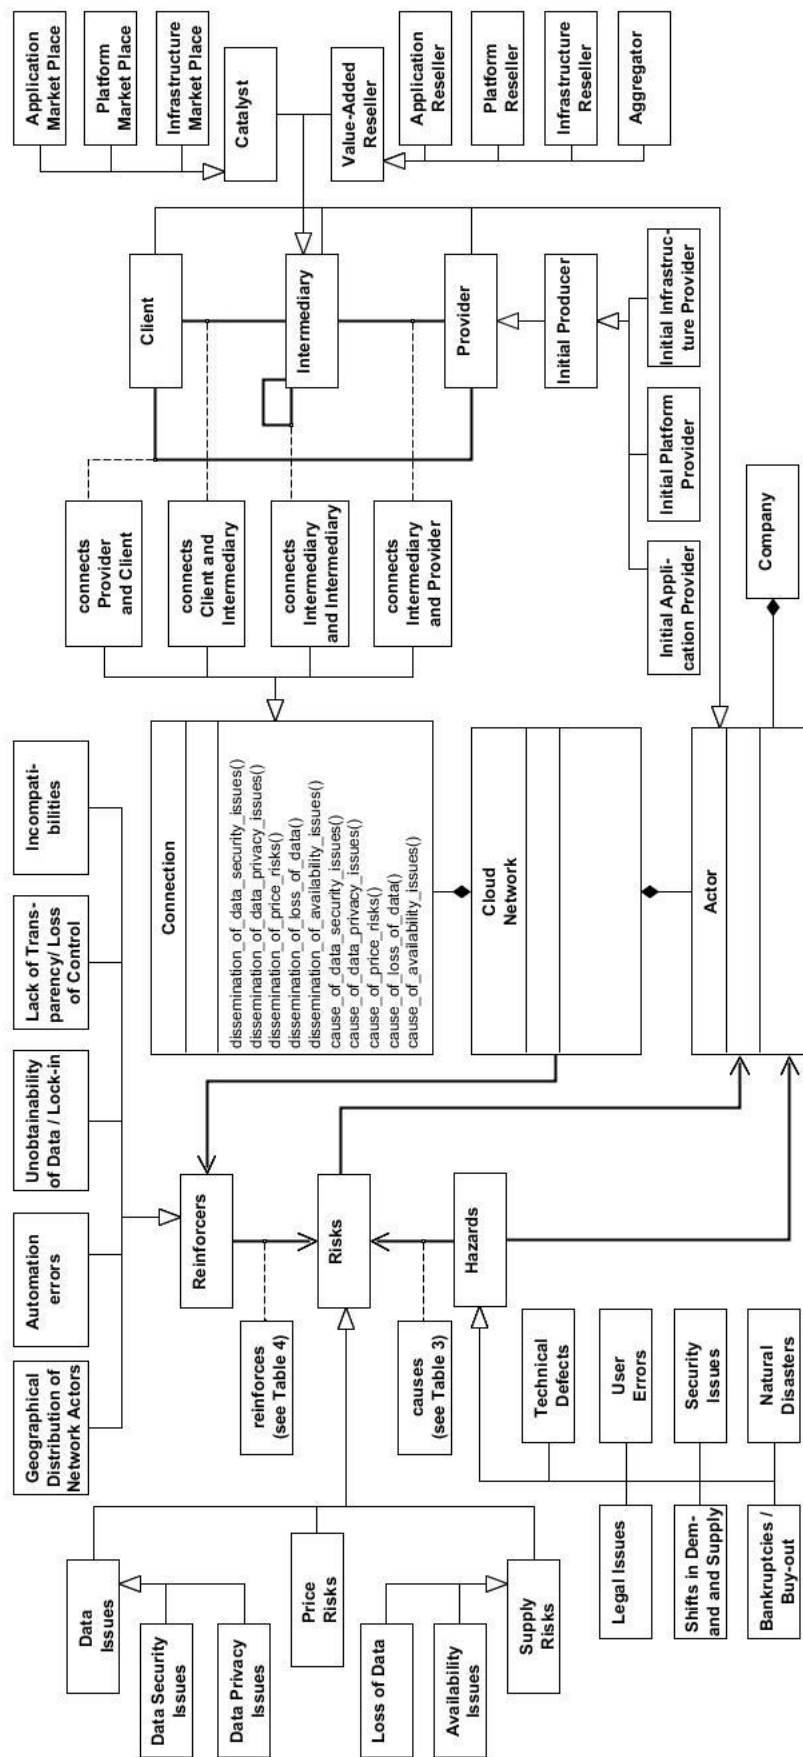 Geographical
Distribution of
Network Actors
Automation
errors
Unobtainability
of Data / Lock-in
Lack of Trans-
parency/ Loss
of Control
Incompati-
bilities
Application
Market Place
Platform
Market Place
Infrastructure
Market Place
Catalyst
Value-Added
Reseller
Application
Reseller
Platform
Reseller
Infrastructure
Reseller
Aggregator
Client
Intermediary
Provider
Initial Producer
Initial Appli-
cation Provider
Initial Platform
Provider
Initial Infrastruc-
ture Provider
connects
Provider
and Client
connects
Client and
Intermediary
connects
Intermediary
and Intermediary
connects
Intermediary
and Provider
Connection
dissemination_of_data_security_issues()
dissemination_of_data_privacy_issues()
dissemination_of_price_risks()
dissemination_of_loss_of_data()
dissemination_of_availability_issues()
cause_of_data_security_issues()
cause_of_data_privacy_issues()
cause_of_price_risks()
cause_of_loss_of_data()
cause_of_availability_issues()
Cloud
Network
Actor
Company
Reinforcers
reinforces
(see Table 4)
Risks
causes
(see Table 3)
Hazards
Data
Issues
Data Security
Issues
Data Privacy
Issues
Price
Risks
Loss of Data
Availability
Issues
Supply
Risks
Technical
Defects
User
Errors
Security
Issues
Natural
Disasters
Legal Issues
Shifts in Dem-
and and Supply
Bankruptcies /
Buy-out